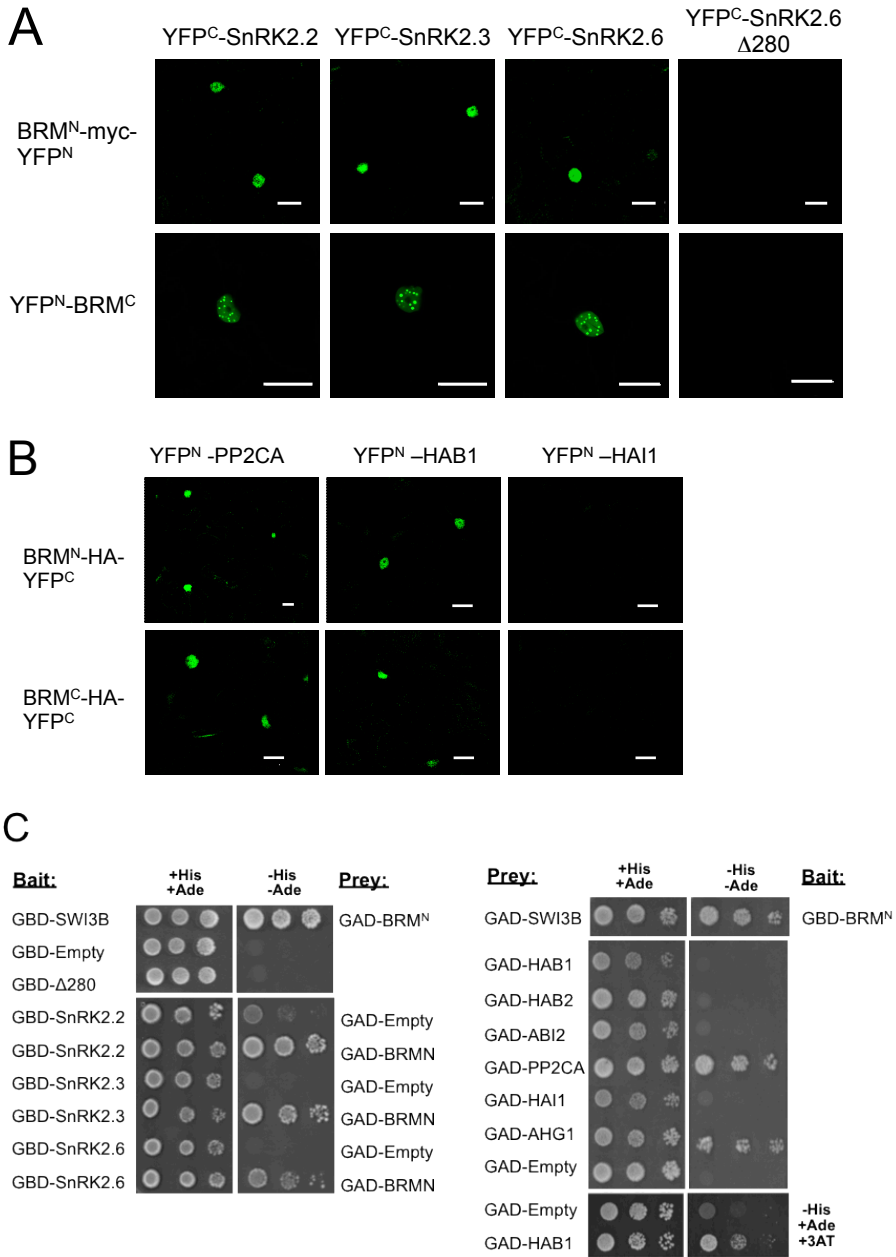 A
YFPC-SnRK2.2 YFPC-SnRK2.3 YFPC-SnRK2.6 YFPC-SnRK2.6
Δ280
BRMN-myc-
YFPN
YFPN-BRMC
B
YFPN -PP2CA YFPN –HAB1 YFPN –HAI1
BRMN-HA-
YFPC
BRMC-HA-
YFPC
C
Bait: +His -His Prey:
+Ade -Ade
GBD-SWI3B GAD-BRMN
GBD-Empty
GBD-Δ280
GBD-SnRK2.2 GAD-Empty
GBD-SnRK2.2 GAD-BRMN
GBD-SnRK2.3 GAD-Empty
GBD-SnRK2.3 GAD-BRMN
GBD-SnRK2.6 GAD-Empty
GBD-SnRK2.6 GAD-BRMN
Prey: +His -His Bait:
+Ade -Ade
GAD-SWI3B GBD-BRMN
GAD-HAB1
GAD-HAB2
GAD-ABI2
GAD-PP2CA
GAD-HAI1
GAD-AHG1
GAD-Empty
GAD-Empty -His
+Ade
GAD-HAB1 +3AT